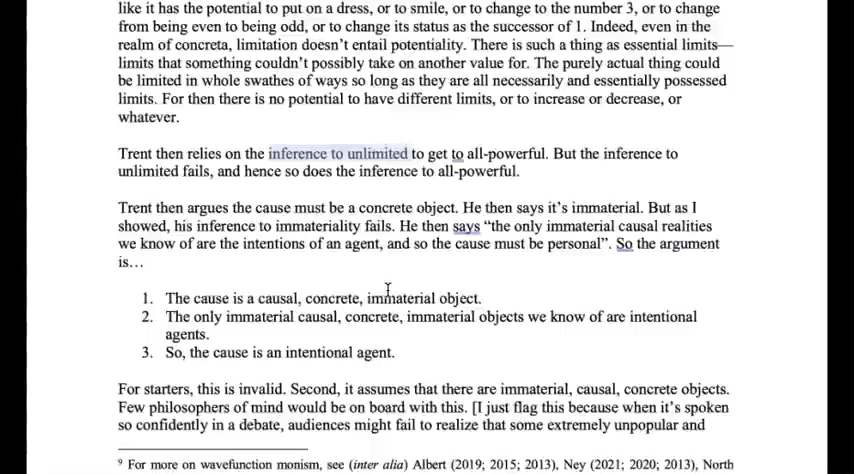 like it has the potential to put on a dress, or to smile, or to change to the number 3, or to change
from being even to being odd, or to change its status as the successor of 1. Indeed, even in the
realm of concreta, limitation doesn’t entail potentiality. There is such a thing as essential limits—
limits that something couldn’t possibly take on another value for. The purely actual thing could
be limited in whole swathes of ways so long as they are all necessarily and essentially possessed
limits. For then there is no potential to have different limits, or to increase or decrease, or
whatever.
Trent then relies on the inference to unlimited to get to all-powerful. But the inference to
unlimited fails, and hence so does the inference to all-powerful.
Trent then argues the cause must be a concrete object. He then says it’s immaterial. But as I
showed, his inference to immateriality fails. He then says “the only immaterial causal realities
we know of are the intentions of an agent, and so the cause must be personal”. So the argument
is…
1. The cause is a causal, concrete, immaterial object.
2. The only immaterial causal, concrete, immaterial objects we know of are intentional
agents.
3. So, the cause is an intentional agent.
For starters, this is invalid. Second, it assumes that there are immaterial, causal, concrete objects.
Few philosophers of mind would be on board with this. [I just flag this because when it’s spoken
so confidently in a debate, audiences might fail to realize that some extremely unpopular and
9 For more on wavefunction monism, see (inter alia) Albert (2019; 2015; 2013), Ney (2021; 2020; 2013), North